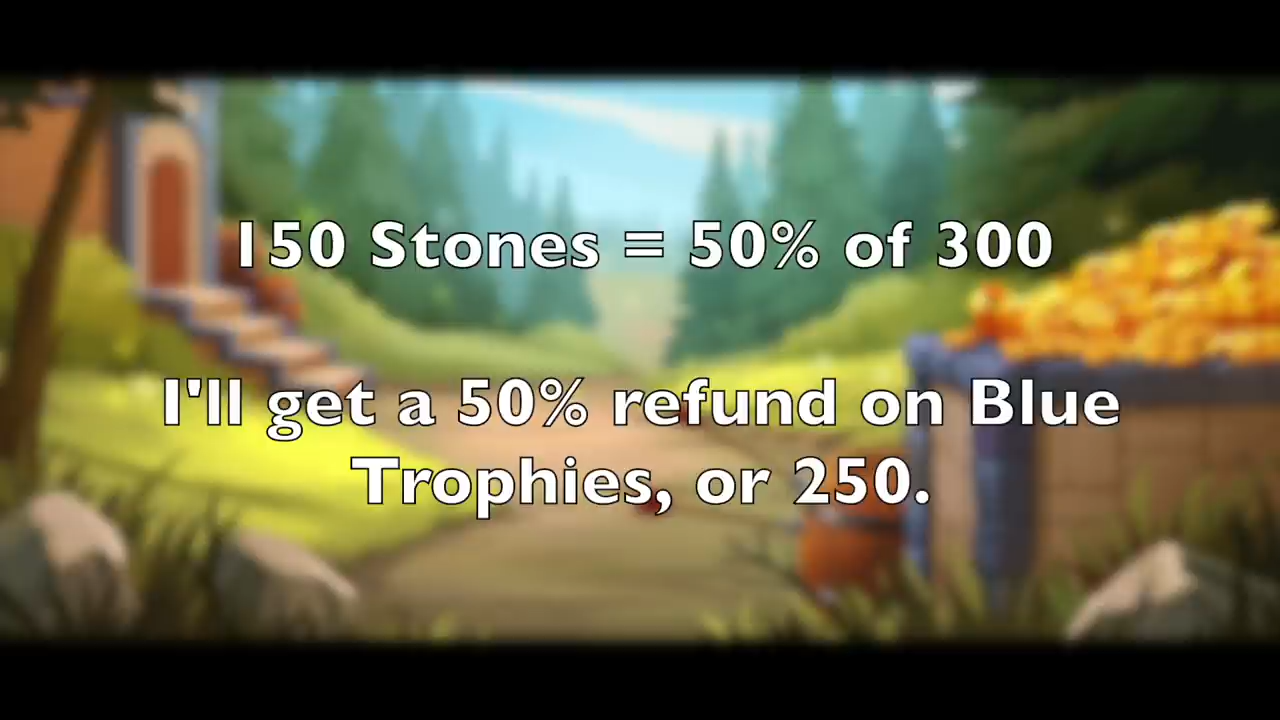 150 Stones = 50% of 300
I'll get a 50% refund on Blue
Trophies, or 250.